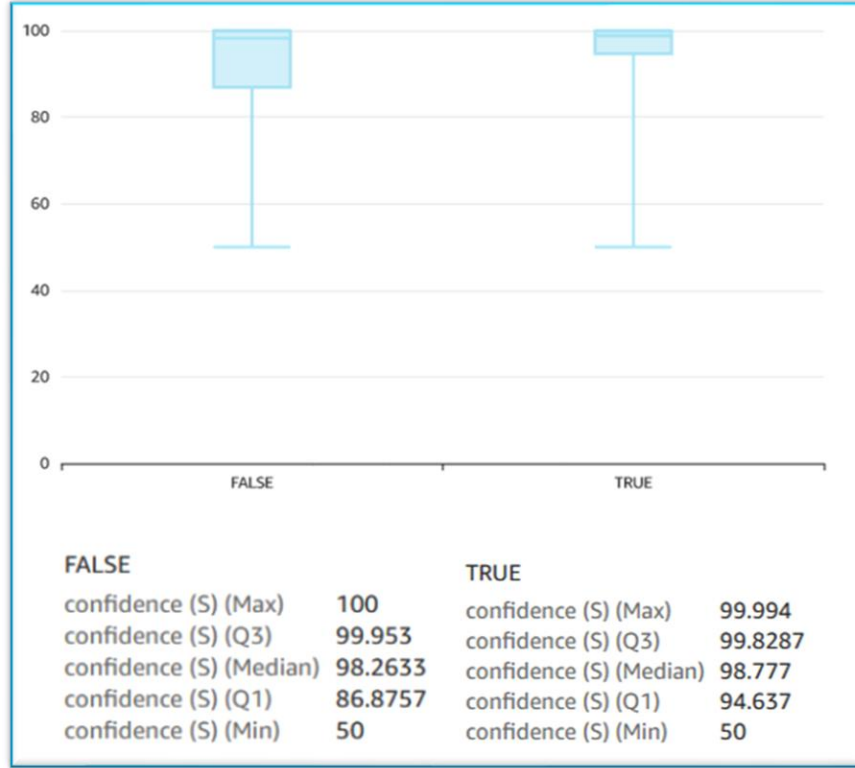 100
80
60
40
20
0
FALSE TRUE
FALSE
confidence (S) (Max) 100
confidence (S) (Q3) 99.953
confidence (S) (Median) 98.2633
confidence (S) (Q1) 86.8757
confidence (S) (Min) 50
TRUE
confidence (S) (Max) 99.994
confidence (S) (Q3) 99.8287
confidence (S) (Median) 98.777
confidence (S) (Q1) 94.637
confidence (S) (Min) 50